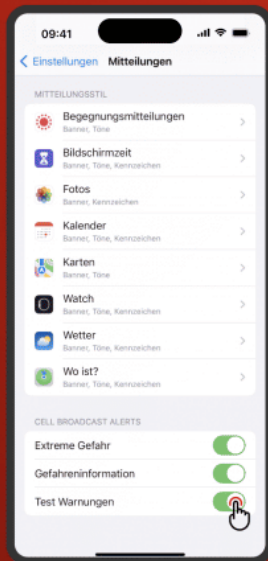 09:41
Einstellungen Mitteilungen
MITTEILUNGSSTIL
Begegnungsmitteilungen
Banner, Töne
Bildschirmzeit
Banner, Töne, Kennzeichen
Fotos
Banner, Kennzeichen
Kalender
Banner, Töne, Kennzeichen
Karten
Banner, Töne
Watch
Banner, Töne, Kennzeichen
Wetter
Banner, Töne, Kennzeichen
Wo ist?
Banner, Töne, Kennzeichen
CELL BROADCAST ALERTS
Extreme Gefahr
Gefahreninformation
Test Warnungen